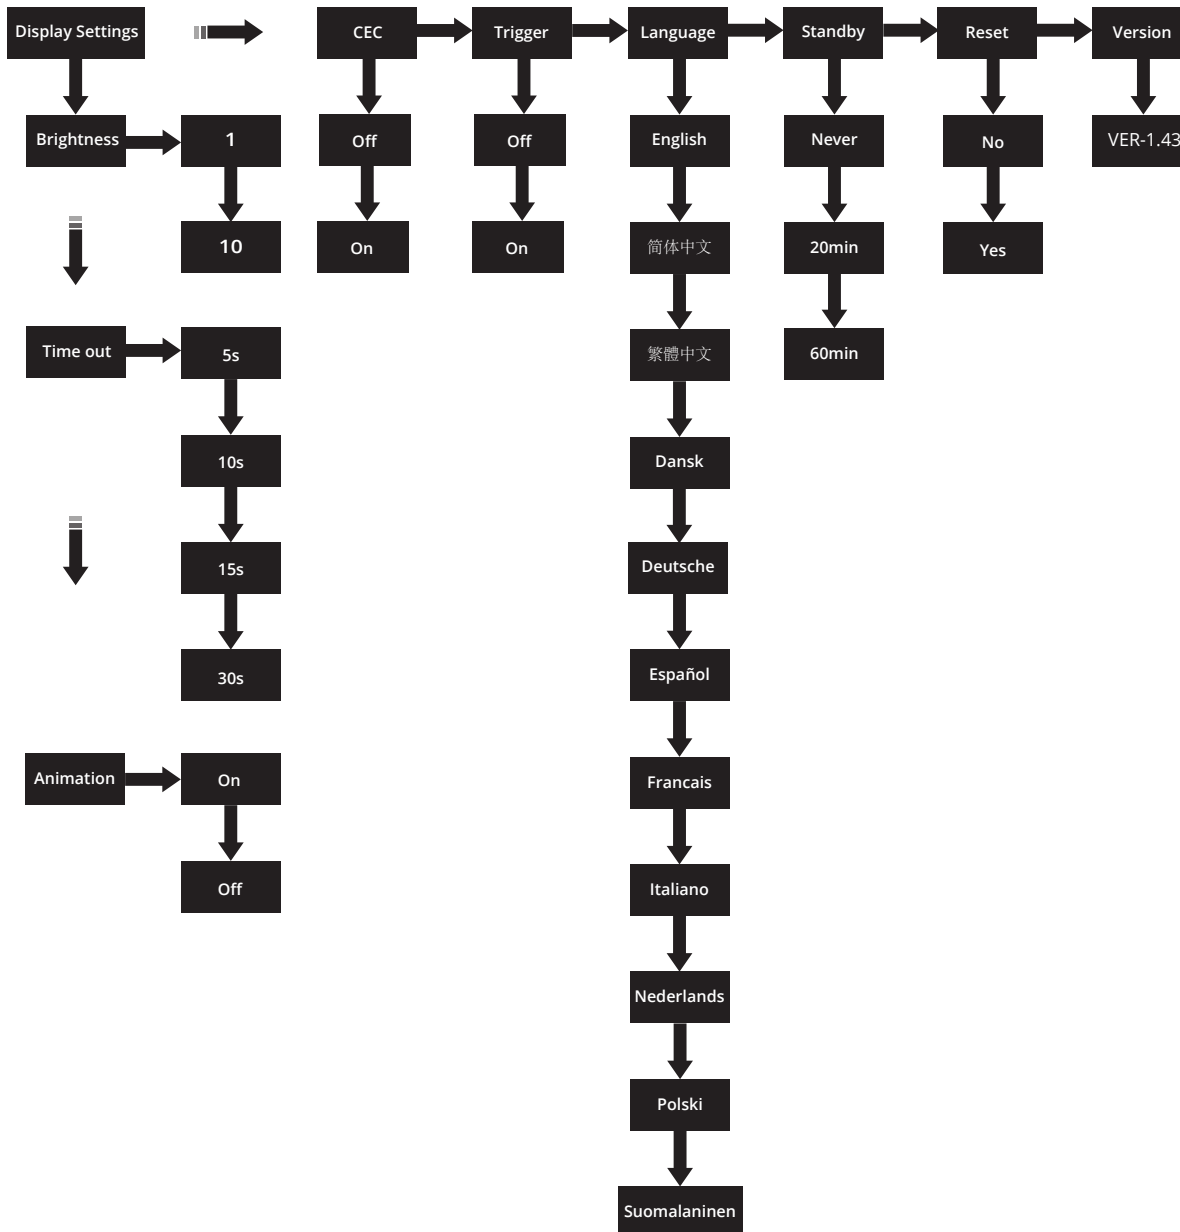 Display Settings
CEC
Trigger
Language
Standby
Reset
Version
Brightness
1
Off
Off
English
Never
No
VER-1.43
10
On
On
简体中文
20min
Yes
Time out
5s
繁體中文
60min
10s
Dansk
15s
Deutsche
30s
Español
Animation
On
Francais
Off
Italiano
Nederlands
Polski
Suomalaninen